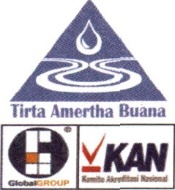 Tirta Amertha Buana
®
KAN
GlobalGROUP
Komite Akreditasi Nasional